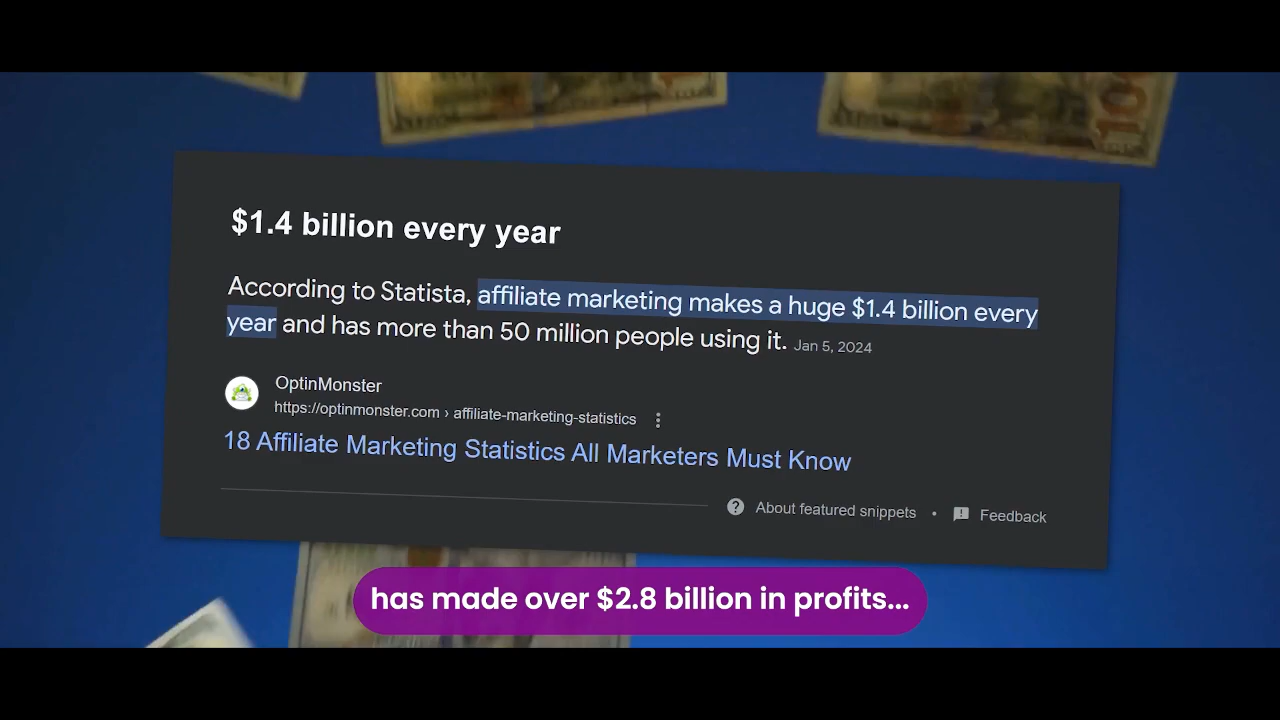 $1.4 billion every year
According to Statista, affiliate marketing makes a huge $1.4 billion every
year and has more than 50 million people using it. Jan 5, 2024
OptinMonster
https://optinmonster.com › affiliate-marketing-statistics
18 Affiliate Marketing Statistics All Marketers Must Know
About featured snippets • Feedback
has made over $2.8 billion in profits...